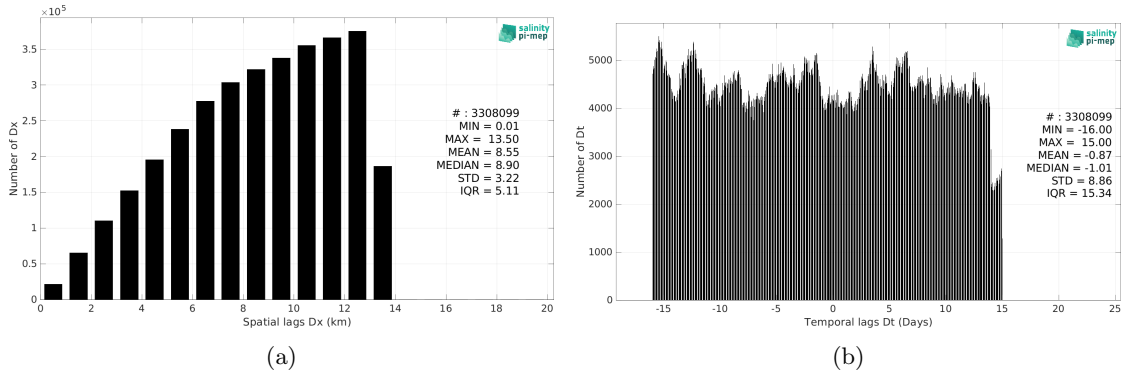 ×10⁵
3.5
3
2.5
2
1.5
1
0.5
0
0 2 4 6 8 10 12 14 16 18 20
Number of Dx
Spatial lags Dx (km)
salinity
pi-mep
# : 3308099
MIN = 0.01
MAX = 13.50
MEAN = 8.55
MEDIAN = 8.90
STD = 3.22
IQR = 5.11
(a)
5000
4000
3000
2000
1000
0
-15 -10 -5 0 5 10 15 20 25
Number of Dt
Temporal lags Dt (Days)
salinity
pi-mep
# : 3308099
MIN = -16.00
MAX = 15.00
MEAN = -0.87
MEDIAN = -1.01
STD = 8.86
IQR = 15.34
(b)